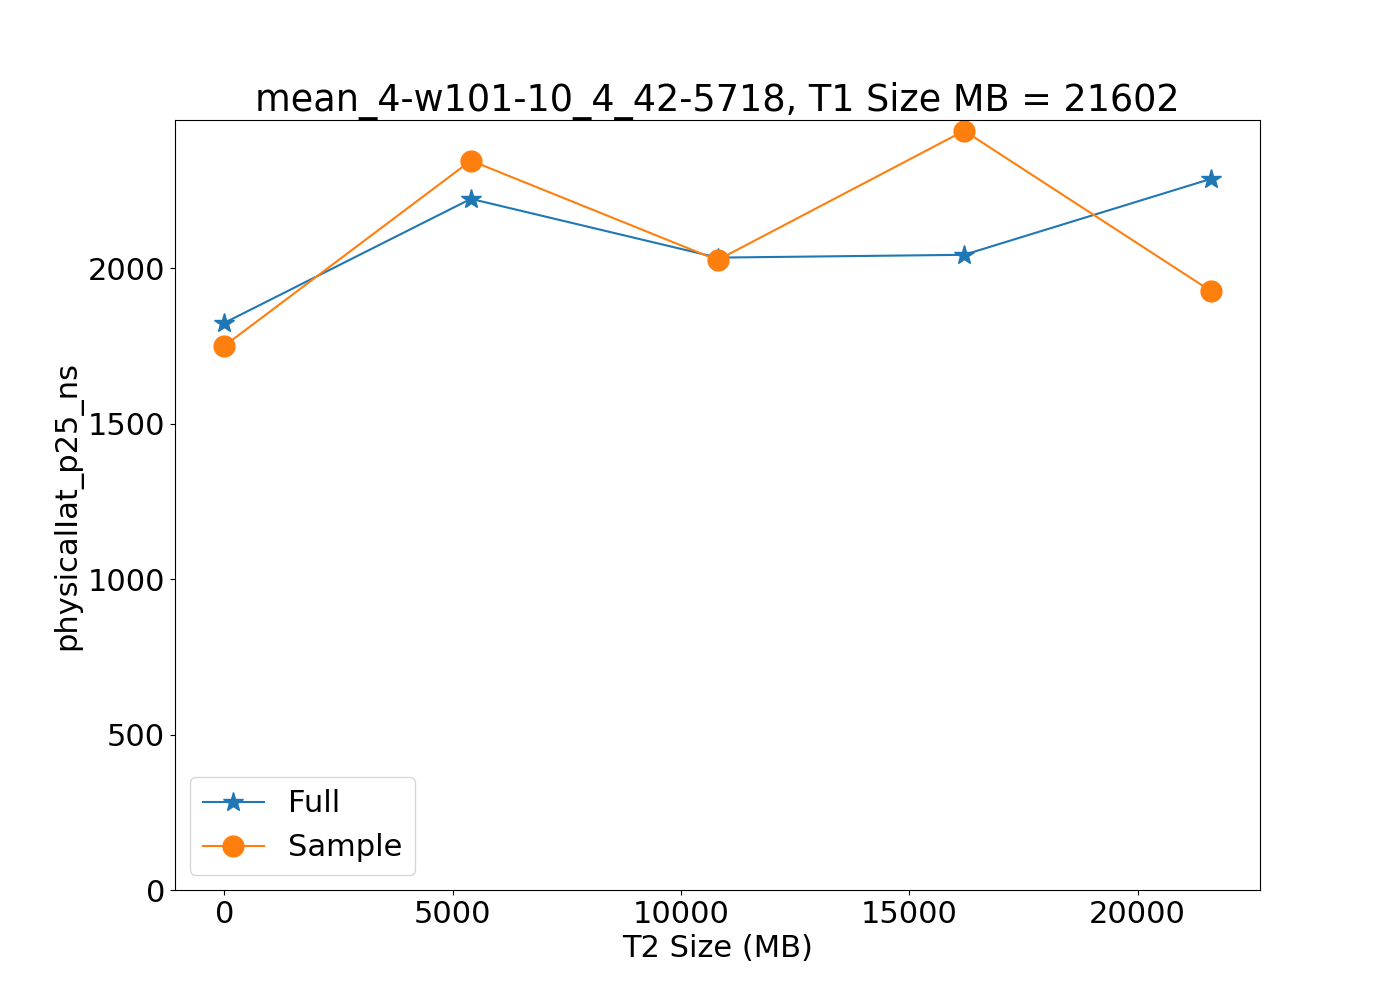 mean_4-w101-10_4_42-5718, T1 Size MB = 21602
physicallat_p25_ns
2000
1500
1000
500
0
Full
Sample
0 5000 10000 15000 20000
T2 Size (MB)